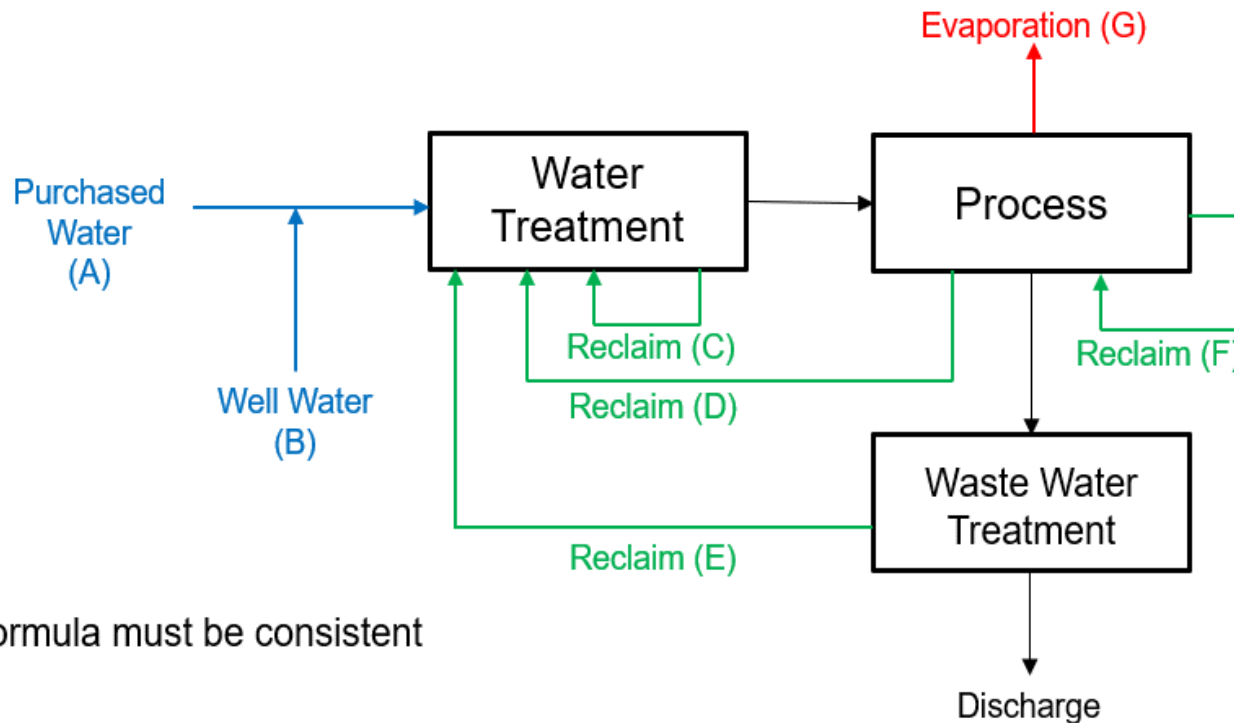 Evaporation (G)
Water
Treatment
Process
Purchased
Water
(A)
Reclaim (C)
Reclaim (F)
Reclaim (D)
Well Water
(B)
Waste Water
Treatment
Reclaim (E)
ormula must be consistent
Discharge